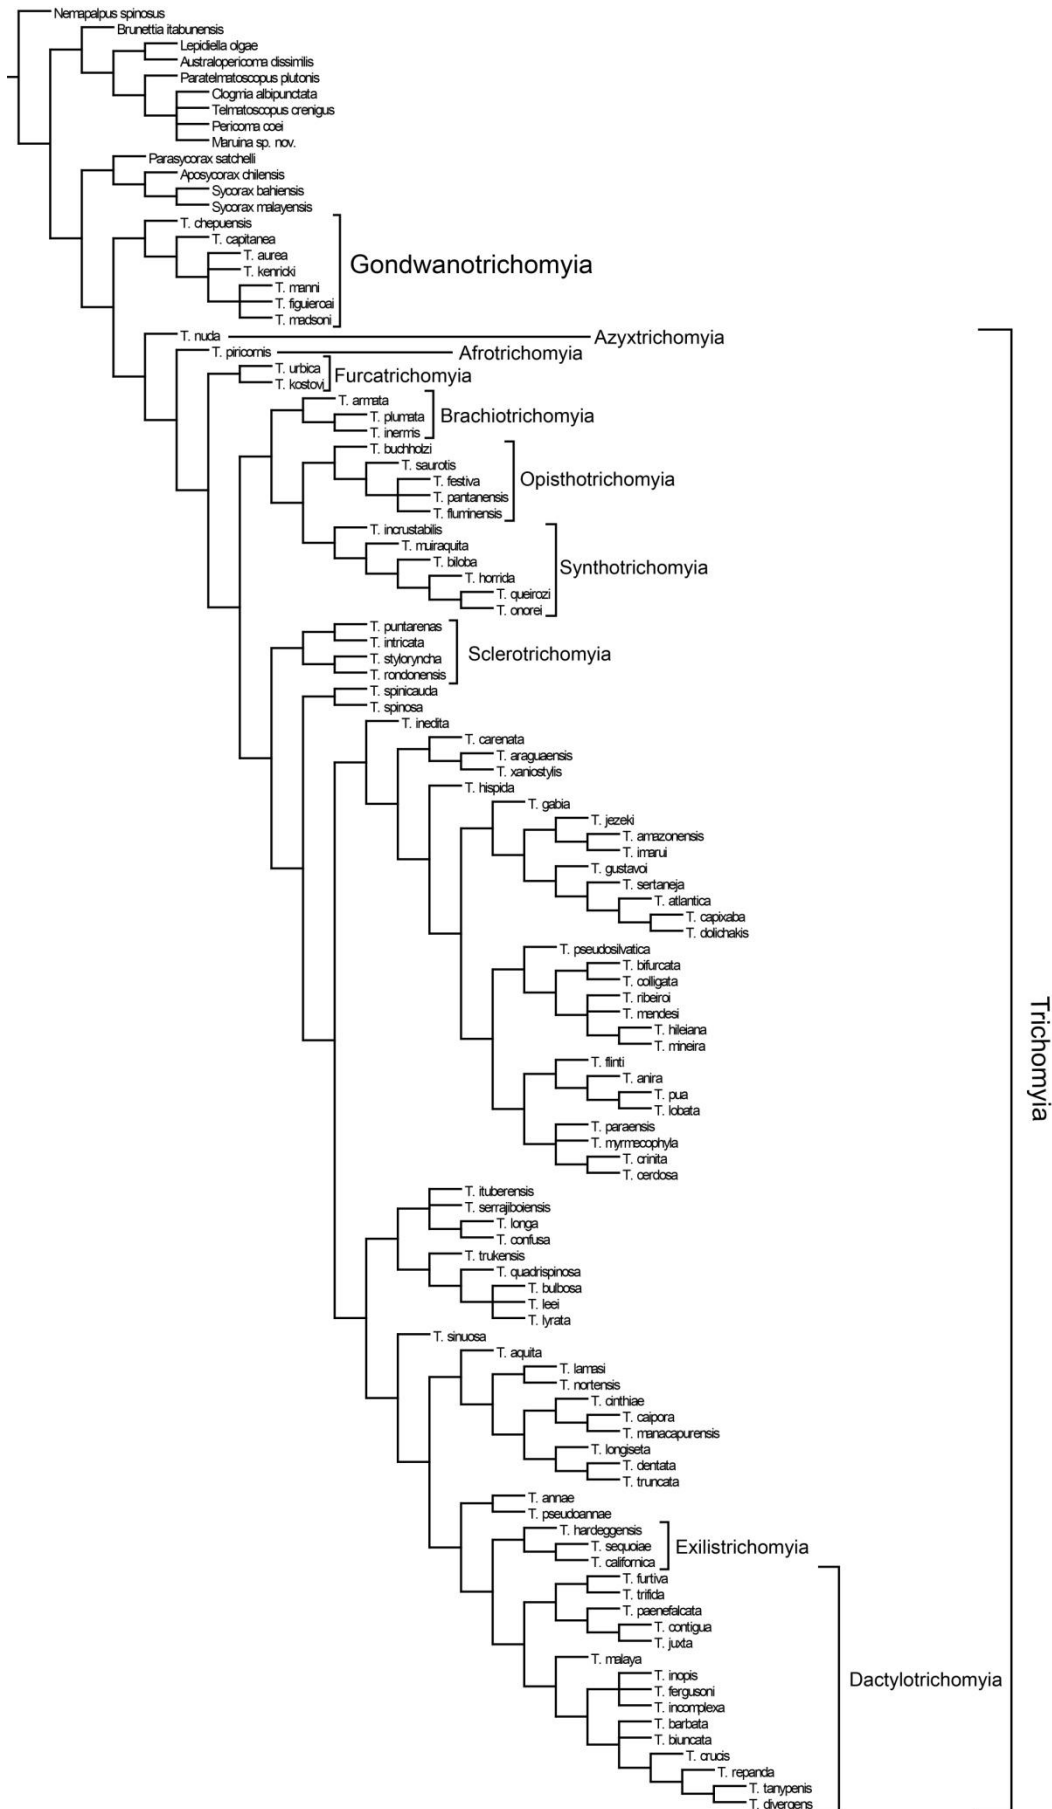 Nemapalpus spinosus
Brunettia itabunensis
Lepidiella olgae
Australopericoma dissimilis
Paratelmatoscopus plutonis
Clogmia albipunctata
Telmatoscopus crenigus
Pericoma coei
Maruina sp. nov.
Parasycorax satchelli
Aposycorax chilensis
Sycorax bahiensis
Sycorax malayensis
T. chepuensis
T. capitanea
T. aurea
Gondwanotrichomyia
T. kenricki
T. manni
T. figuieroai
T. madsoni
T. nuda
Azyxtrichomyia
T. piricornis
Afrotrichomyia
T. urbica
Furcatrichomyia
T. kostovi
T. armata
T. plumata
Brachiotrichomyia
T. inermis
T. buchholzi
T. saurotis
T. festiva
Opisthotrichomyia
T. pantanensis
T. fluminensis
T. incrustabilis
T. muiraquita
T. biloba
Synthotrichomyia
T. horrida
T. queirozi
T. onorei
T. puntarenas
T. intricata
Sclerotrichomyia
T. styloryncha
T. rondonensis
T. spinicauda
T. spinosa
T. inedita
T. carenata
T. araguaensis
T. xaniostylis
T. hispida
T. gabia
T. jezeki
T. amazonensis
T. imarui
T. gustavoi
T. sertaneja
T. atlantica
T. capixaba
T. dolichakis
T. pseudosilvatica
T. bifurcata
T. colligata
T. ribeiroi
T. mendesi
T. hileiana
T. mineira
Trichomyia
T. flinti
T. anira
T. pua
T. lobata
T. paraensis
T. myrmecophyla
T. crinita
T. cerdosa
T. ituberensis
T. serrajiboiensis
T. longa
T. confusa
T. trukensis
T. quadrispinosa
T. bulbosa
T. leei
T. lyrata
T. sinuosa
T. aquita
T. lamasi
T. nortensis
T. cinthiae
T. caipora
T. manacapurensis
T. longiseta
T. dentata
T. truncata
T. annae
T. pseudoannae
T. hardeggensis
T. sequoiae
Exilistrichomyia
T. californica
T. furtiva
T. trifida
T. paenefalcata
T. contigua
T. juxta
T. malaya
T. inopis
Dactylotrichomyia
T. fergusoni
T. incomplexa
T. barbata
T. biuncata
T. crucis
T. repanda
T. tanypenis
T. divergens